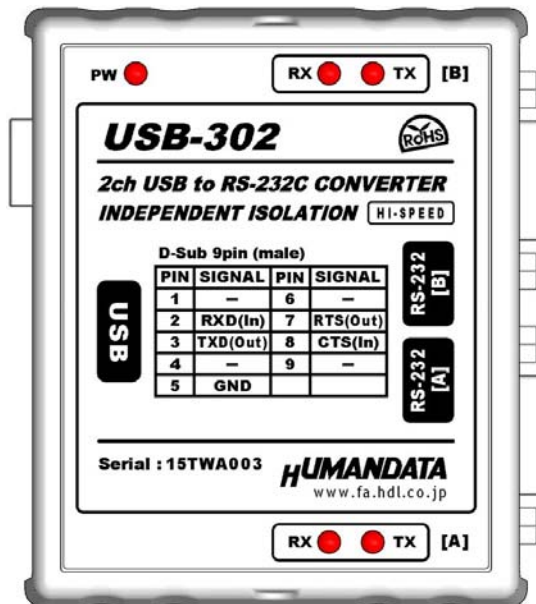 PW RX TX [B]
USB-302
RoHS
2ch USB to RS-232C CONVERTER
INDEPENDENT ISOLATION HI-SPEED
D-Sub 9pin (male)
PIN SIGNAL PIN SIGNAL
1 – 6 –
2 RXD(In) 7 RTS(Out)
3 TXD(Out) 8 CTS(In)
4 – 9 –
5 GND
USB
RS-232
[B]
RS-232
[A]
Serial : 15TWA003
HUMANDATA
www.fa.hdl.co.jp
RX TX [A]